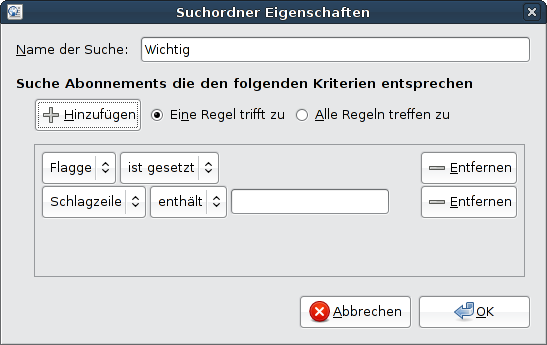 Suchordner Eigenschaften
Name der Suche: Wichtig
Suche Abonnements die den folgenden Kriterien entsprechen
Hinzufügen Eine Regel trifft zu Alle Regeln treffen zu
Flagge ist gesetzt Entfernen
Schlagzeile enthält Entfernen
Abbrechen OK